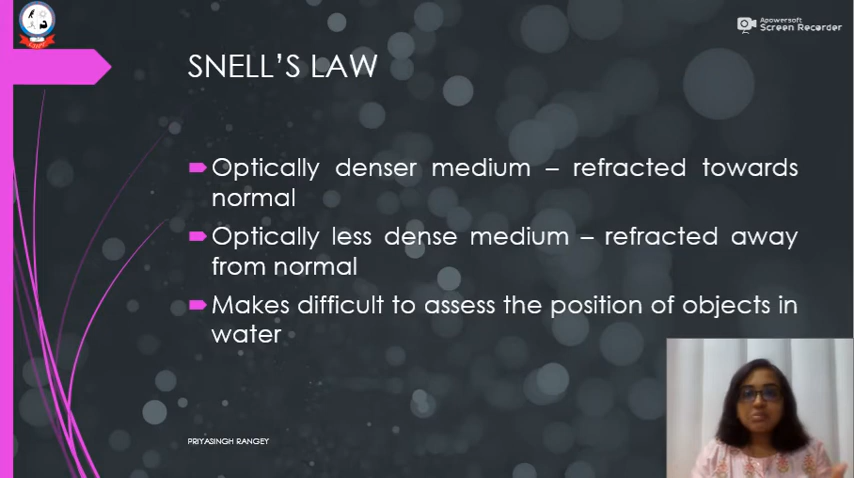 Apowersoft
Screen Recorder
SNELL'S LAW
Optically denser medium – refracted towards
normal
Optically less dense medium – refracted away
from normal
Makes difficult to assess the position of objects in
water
PRIYASINGH RANGEY